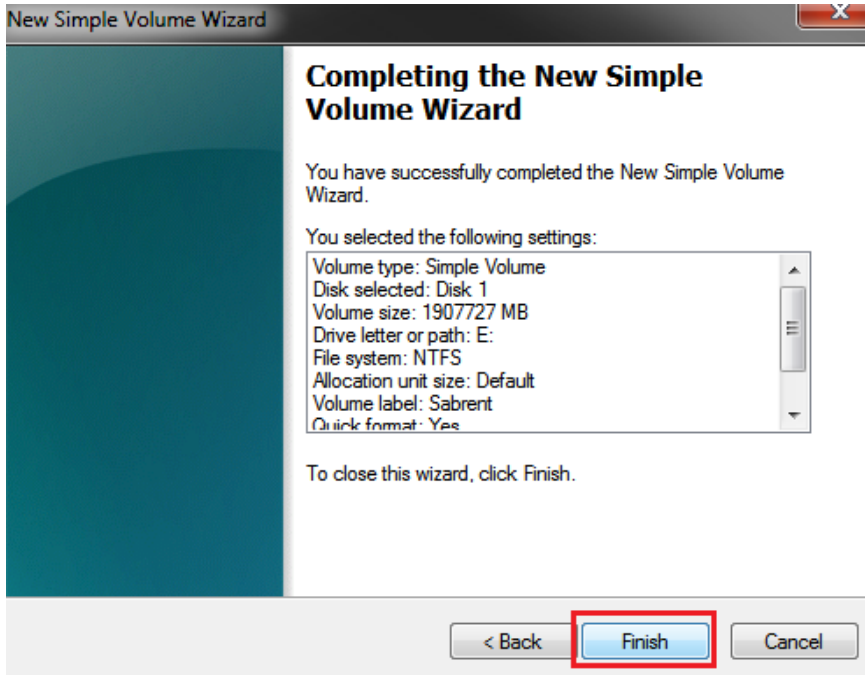 New Simple Volume Wizard
X
Completing the New Simple
Volume Wizard
You have successfully completed the New Simple Volume
Wizard.
You selected the following settings:
Volume type: Simple Volume
Disk selected: Disk 1
Volume size: 1907727 MB
Drive letter or path: E:
File system: NTFS
Allocation unit size: Default
Volume label: Sabrent
Quick format: Yes
To close this wizard, click Finish.
< Back Finish Cancel